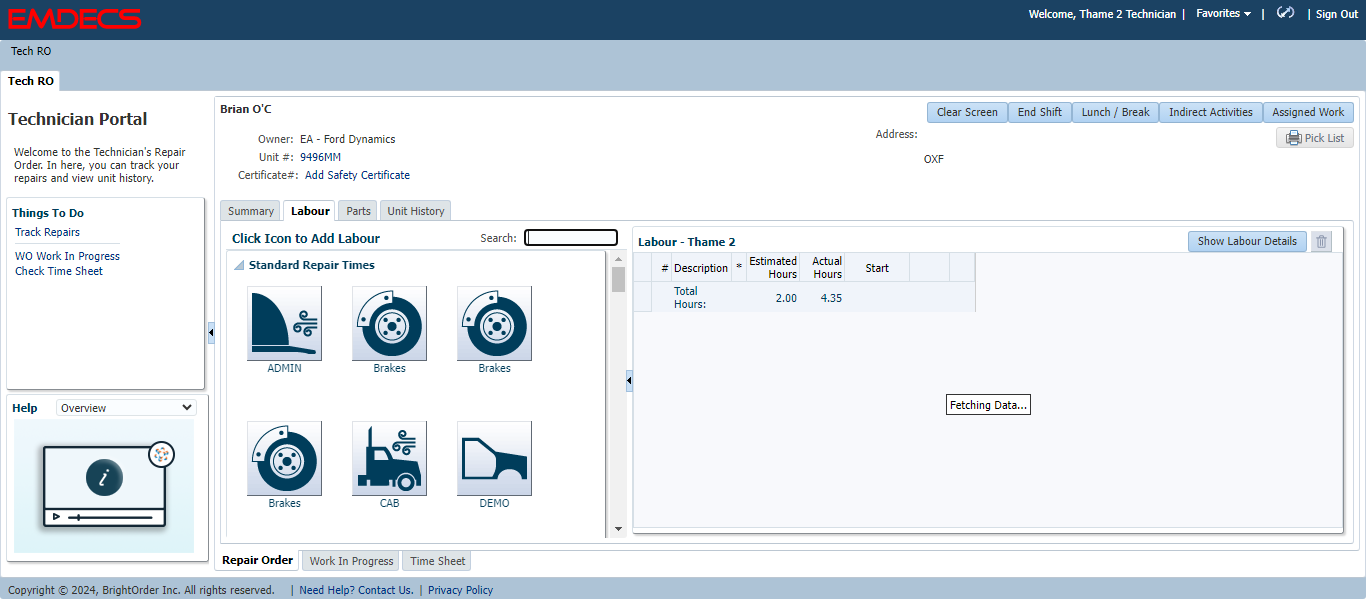 EMDECS
Welcome, Thame 2 Technician | Favorites | | Sign Out
Tech RO
Tech RO
Technician Portal
Welcome to the Technician's Repair
Order. In here, you can track your
repairs and view unit history.
Things To Do
Track Repairs
WO Work In Progress
Check Time Sheet
Help
Overview
i
Brian O'C
Clear Screen
End Shift
Lunch / Break
Indirect Activities
Assigned Work
Owner: EA - Ford Dynamics
Unit #: 9496MM
Certificate#: Add Safety Certificate
Address:
OXF
Pick List
Summary
Labour
Parts
Unit History
Click Icon to Add Labour
Search:
Standard Repair Times
ADMIN
Brakes
Brakes
Brakes
CAB
DEMO
Labour - Thame 2
Show Labour Details
# Description * Estimated Hours Actual Hours Start
Total Hours: 2.00 4.35
Fetching Data...
Repair Order
Work In Progress
Time Sheet
Copyright © 2024, BrightOrder Inc. All rights reserved. | Need Help? Contact Us. | Privacy Policy